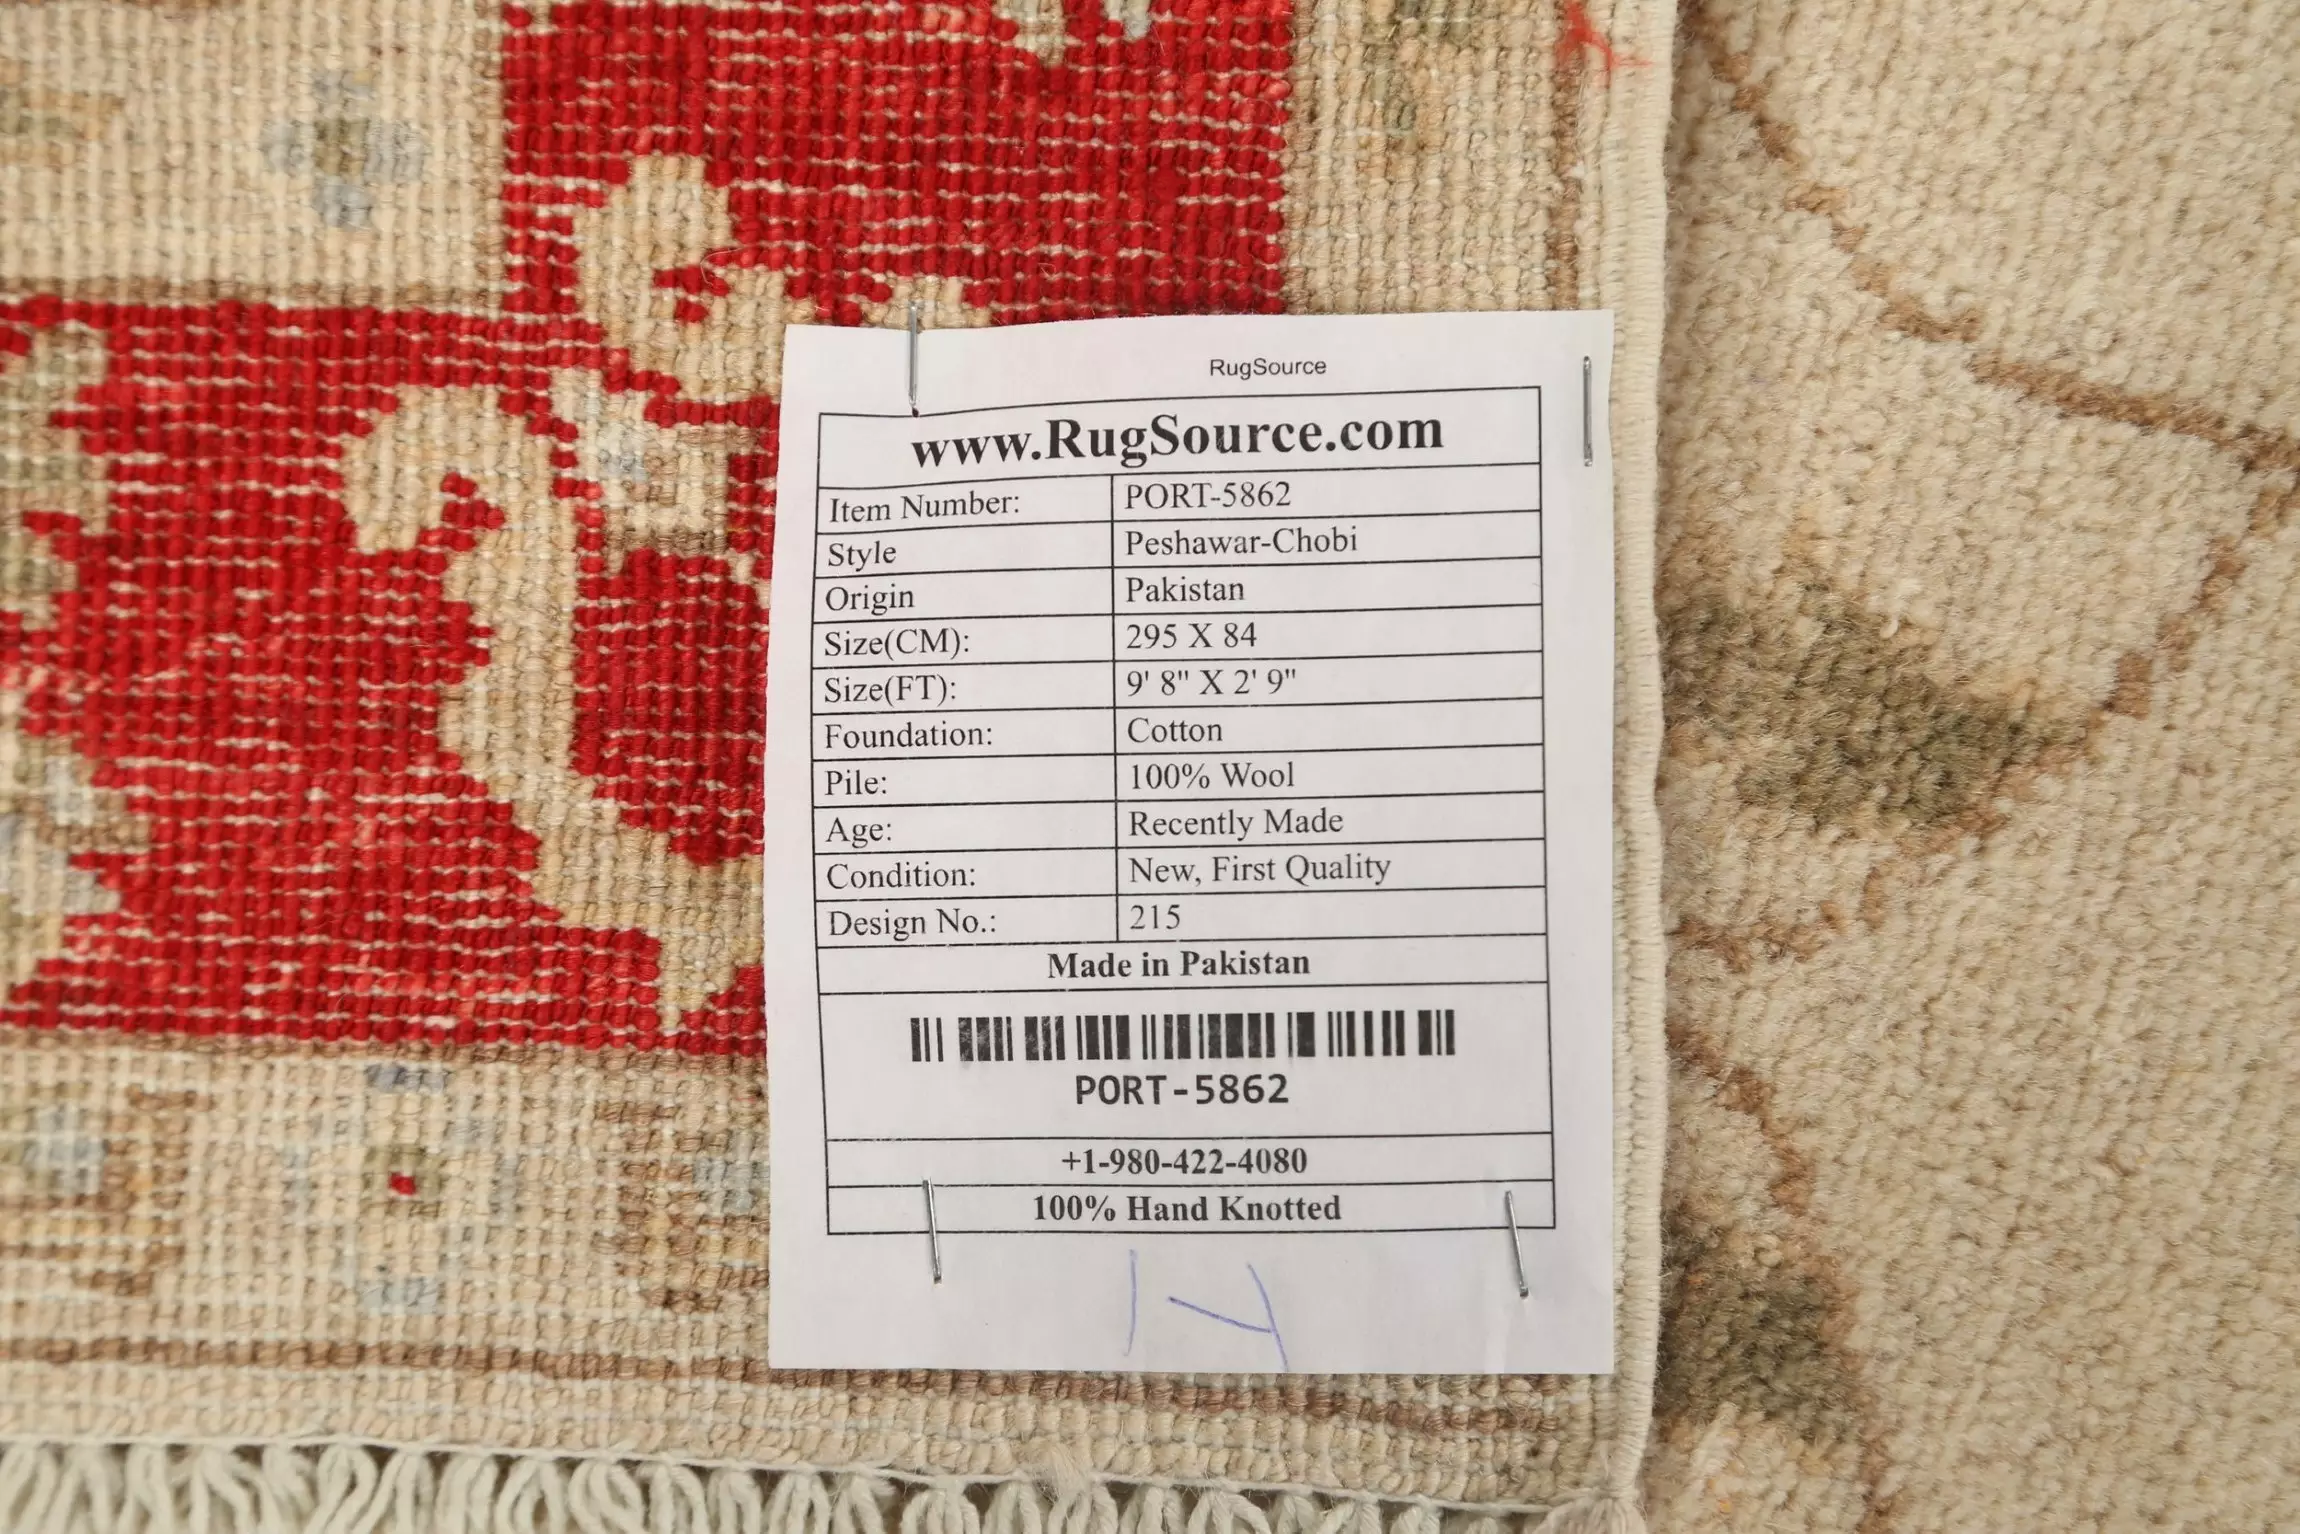 RugSource
www.RugSource.com
Item Number: PORT-5862
Style Peshawar-Chobi
Origin Pakistan
Size(CM): 295 X 84
Size(FT): 9' 8" X 2' 9"
Foundation: Cotton
Pile: 100% Wool
Age: Recently Made
Condition: New, First Quality
Design No.: 215
Made in Pakistan
PORT-5862
+1-980-422-4080
100% Hand Knotted
14